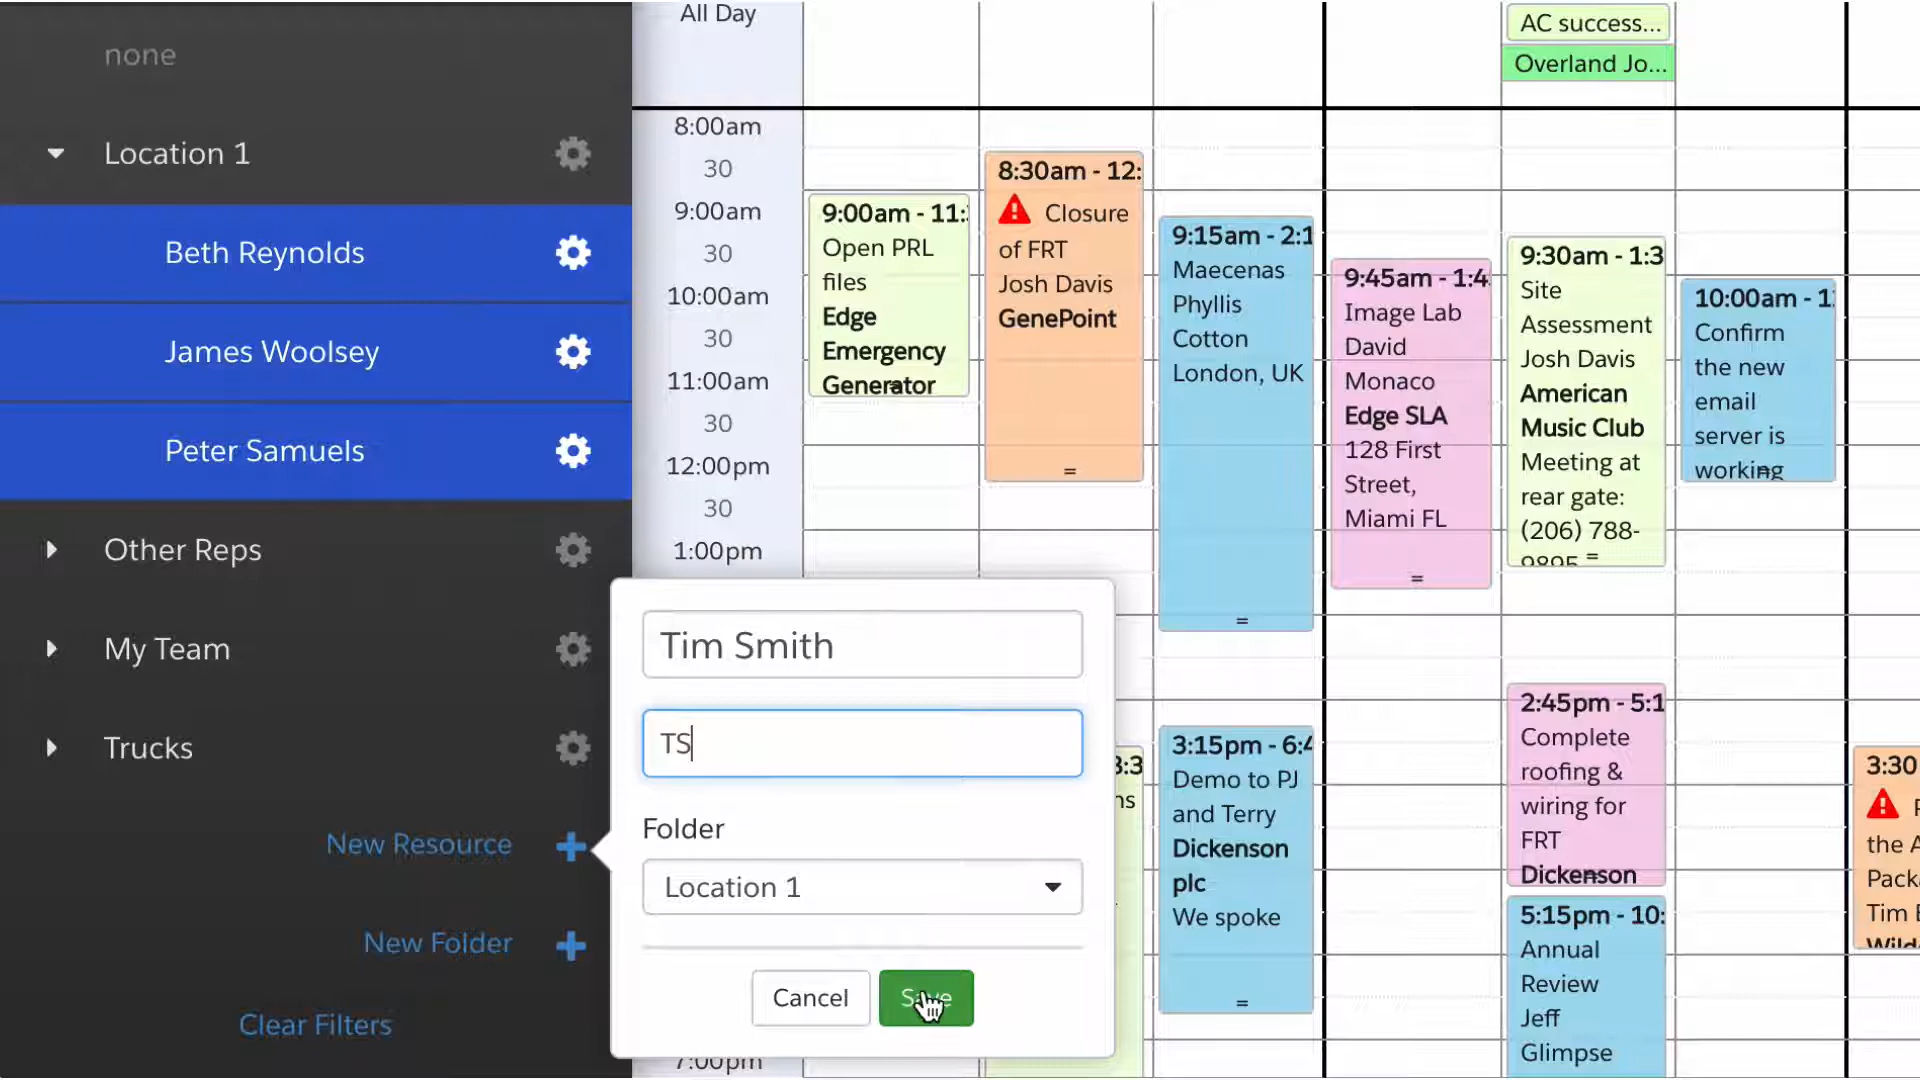 none
Location 1
Beth Reynolds
James Woolsey
Peter Samuels
Other Reps
My Team
Trucks
New Resource
New Folder
Clear Filters
All Day
8:00am
30
9:00am
30
10:00am
30
11:00am
30
12:00pm
30
1:00pm
7:00pm
AC success...
Overland Jo...
9:00am - 11:
Open PRL
files
Edge
Emergency
Generator
8:30am - 12:
Closure
of FRT
Josh Davis
GenePoint
=
9:15am - 2:1
Maecenas
Phyllis
Cotton
London, UK
=
9:45am - 1:4
Image Lab
David
Monaco
Edge SLA
128 First
Street,
Miami FL
=
9:30am - 1:3
Site
Assessment
Josh Davis
American
Music Club
Meeting at
rear gate:
(206) 788-
9895
=
10:00am - 1
Confirm
the new
email
server is
working
Tim Smith
TS
Folder
Location 1
Cancel
Save
3:15pm - 6:4
Demo to PJ
and Terry
Dickenson
plc
We spoke
=
2:45pm - 5:1
Complete
roofing &
wiring for
FRT
Dickenson
5:15pm - 10:
Annual
Review
Jeff
Glimpse
3:30
the A
Pack
Tim